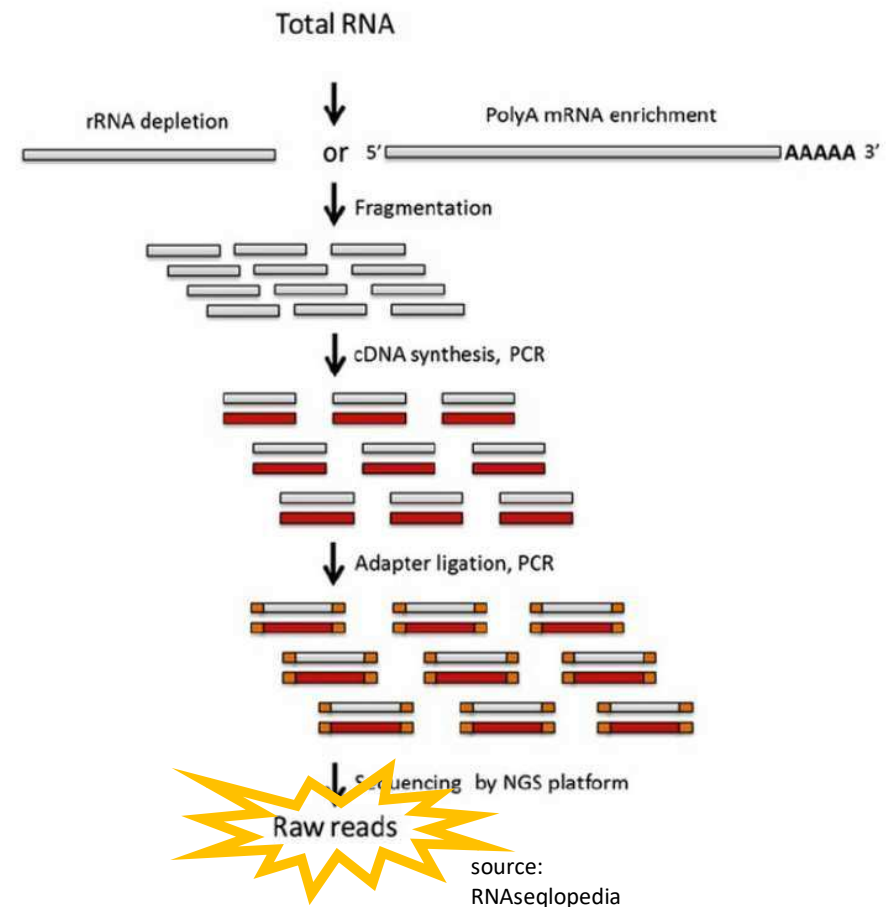 Total RNA
rRNA depletion
PolyA mRNA enrichment
or 5′ AAAAA 3′
Fragmentation
cDNA synthesis, PCR
Adapter ligation, PCR
Sequencing by NGS platform
Raw reads
source:
RNAseqlopedia